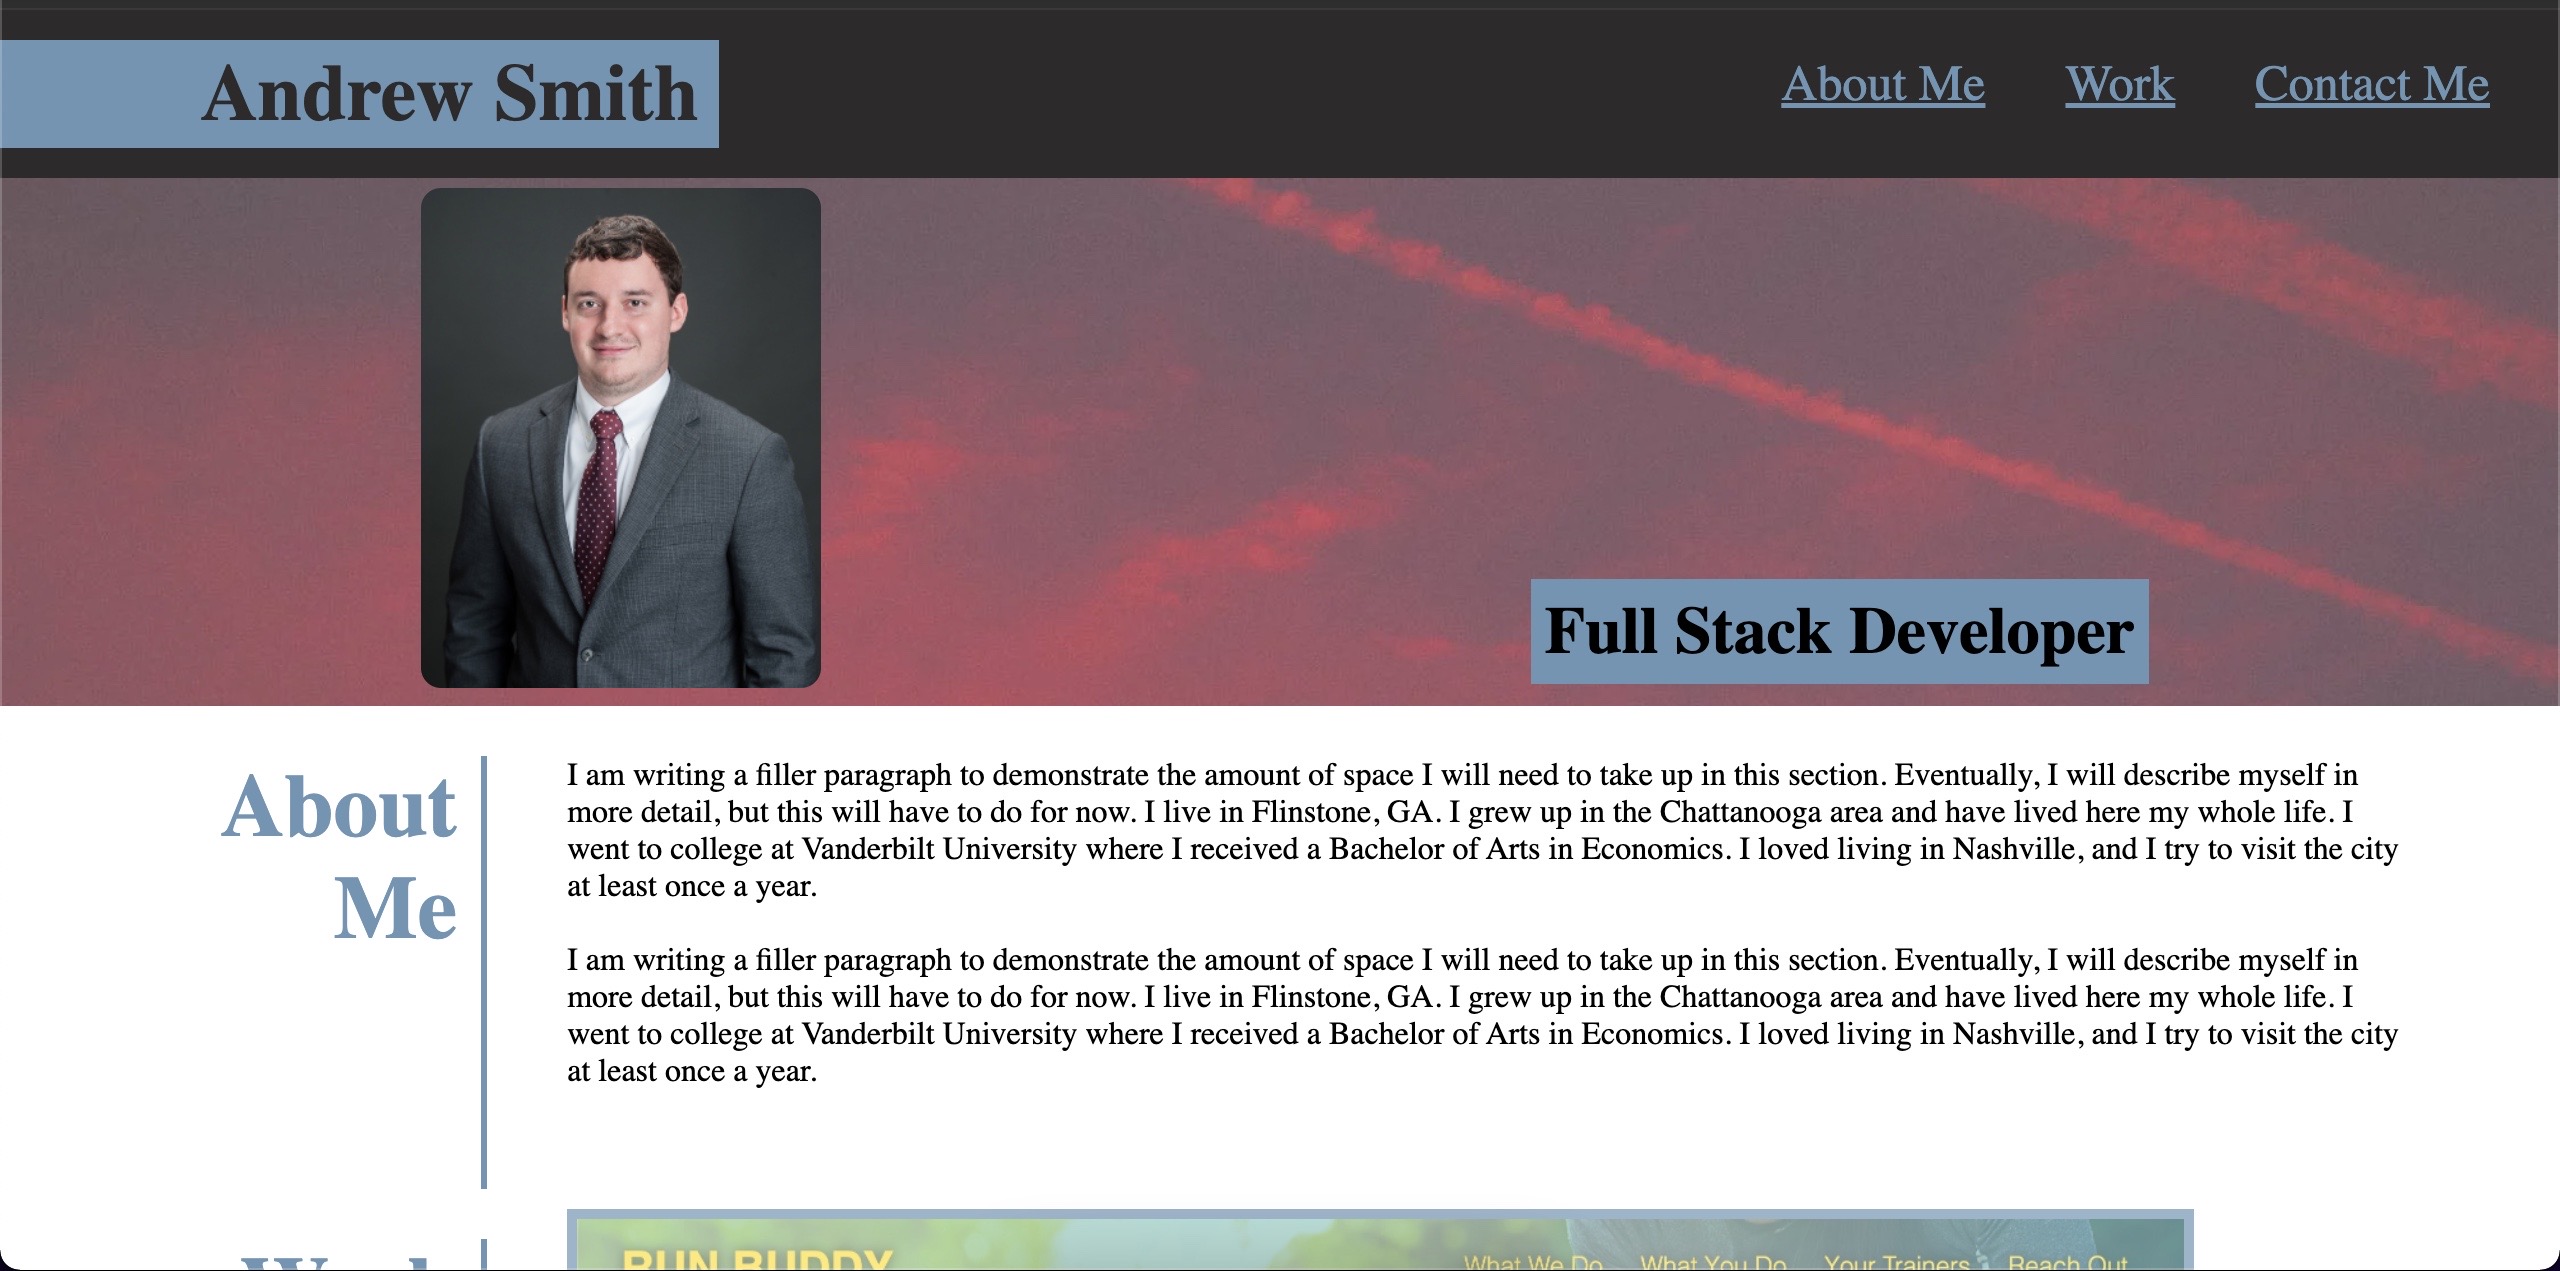 Andrew Smith
About Me Work Contact Me
Full Stack Developer
About
Me
I am writing a filler paragraph to demonstrate the amount of space I will need to take up in this section. Eventually, I will describe myself in
more detail, but this will have to do for now. I live in Flinstone, GA. I grew up in the Chattanooga area and have lived here my whole life. I
went to college at Vanderbilt University where I received a Bachelor of Arts in Economics. I loved living in Nashville, and I try to visit the city
at least once a year.
I am writing a filler paragraph to demonstrate the amount of space I will need to take up in this section. Eventually, I will describe myself in
more detail, but this will have to do for now. I live in Flinstone, GA. I grew up in the Chattanooga area and have lived here my whole life. I
went to college at Vanderbilt University where I received a Bachelor of Arts in Economics. I loved living in Nashville, and I try to visit the city
at least once a year.
Work
RUN BUDDY
What We Do What You Do Your Trainers Reach Out